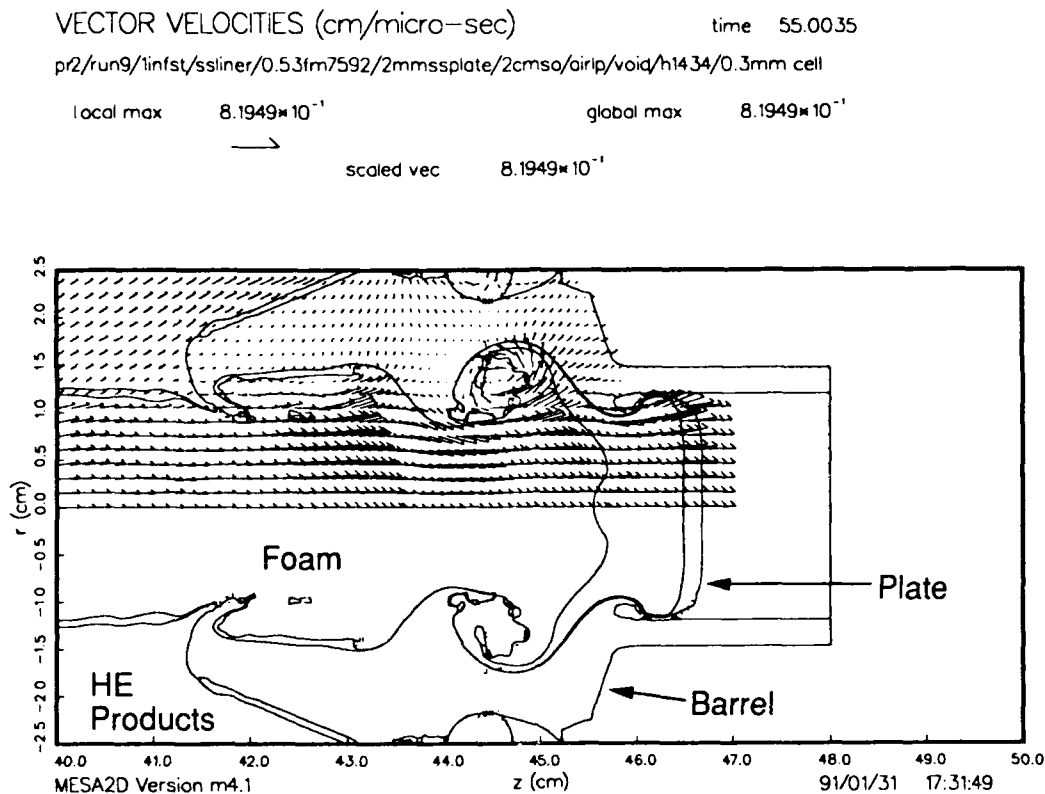 VECTOR VELOCITIES (cm/micro-sec) time 55.0035
pr2/run9/1infst/ssliner/0.53fm7592/2mmssplate/2cmso/airlp/void/h1434/0.3mm cell
local max 8.1949*10⁻¹ global max 8.1949*10⁻¹
scaled vec 8.1949*10⁻¹
2.5
2.0
1.5
1.0
0.5
0.0
-0.5
-1.0
-1.5
-2.0
-2.5
r (cm)
Foam
Plate
HE
Products
Barrel
40.0 41.0 42.0 43.0 44.0 45.0 46.0 47.0 48.0 49.0 50.0
MESA2D Version m4.1 z (cm) 91/01/31 17:31:49